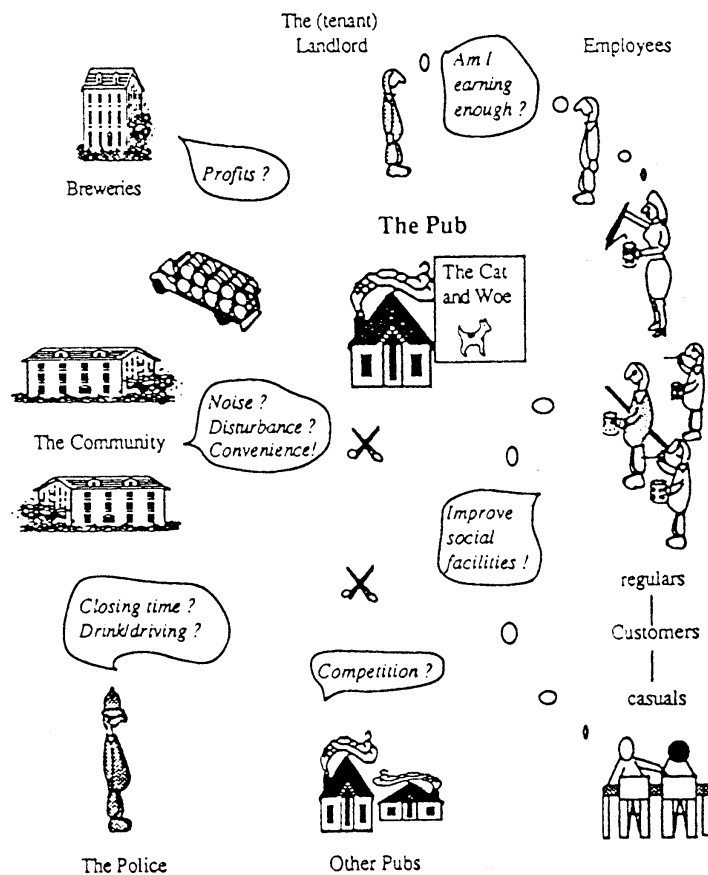 The (tenant)
Landlord
Employees
Am I
earning
enough ?
Profits ?
Breweries
The Pub
The Cat
and Woe
Noise ?
Disturbance ?
Convenience!
The Community
Improve
social
facilities !
regulars
Customers
casuals
Closing time ?
Drink/driving ?
Competition ?
The Police
Other Pubs